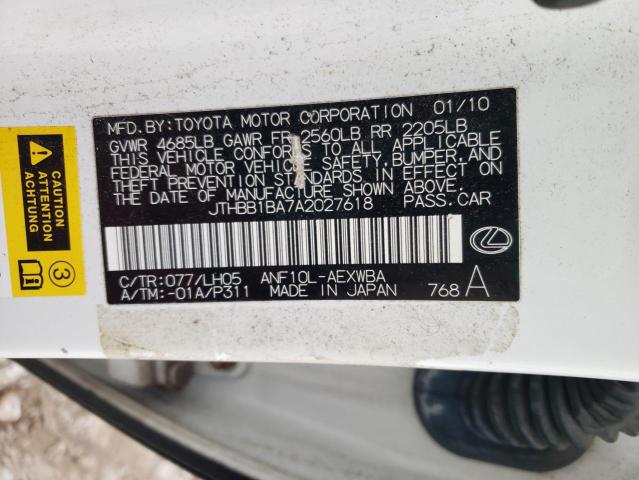 MFD. BY: TOYOTA MOTOR CORPORATION 01/10
GVWR 4685LB GAWR FR 2560LB RR 2205LB
THIS VEHICLE CONFORMS TO ALL APPLICABLE
FEDERAL MOTOR VEHICLE SAFETY, BUMPER, AND
THEFT PREVENTION STANDARDS IN EFFECT ON
THE DATE OF MANUFACTURE SHOWN ABOVE.
JTHBB1BA7A2027618 PASS. CAR
C/TR: 077/LH05 ANF10L-AEXWBA
A/TM: -01A/P311 MADE IN JAPAN 768 A
CAUTION
3